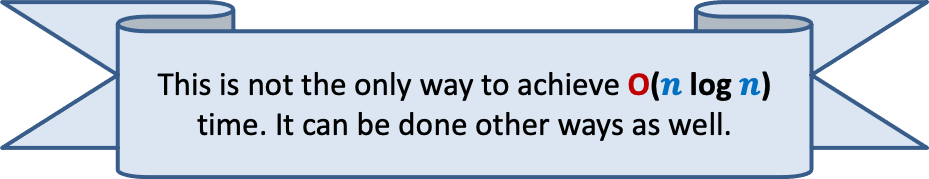 This is not the only way to achieve O(n log n)
time. It can be done other ways as well.